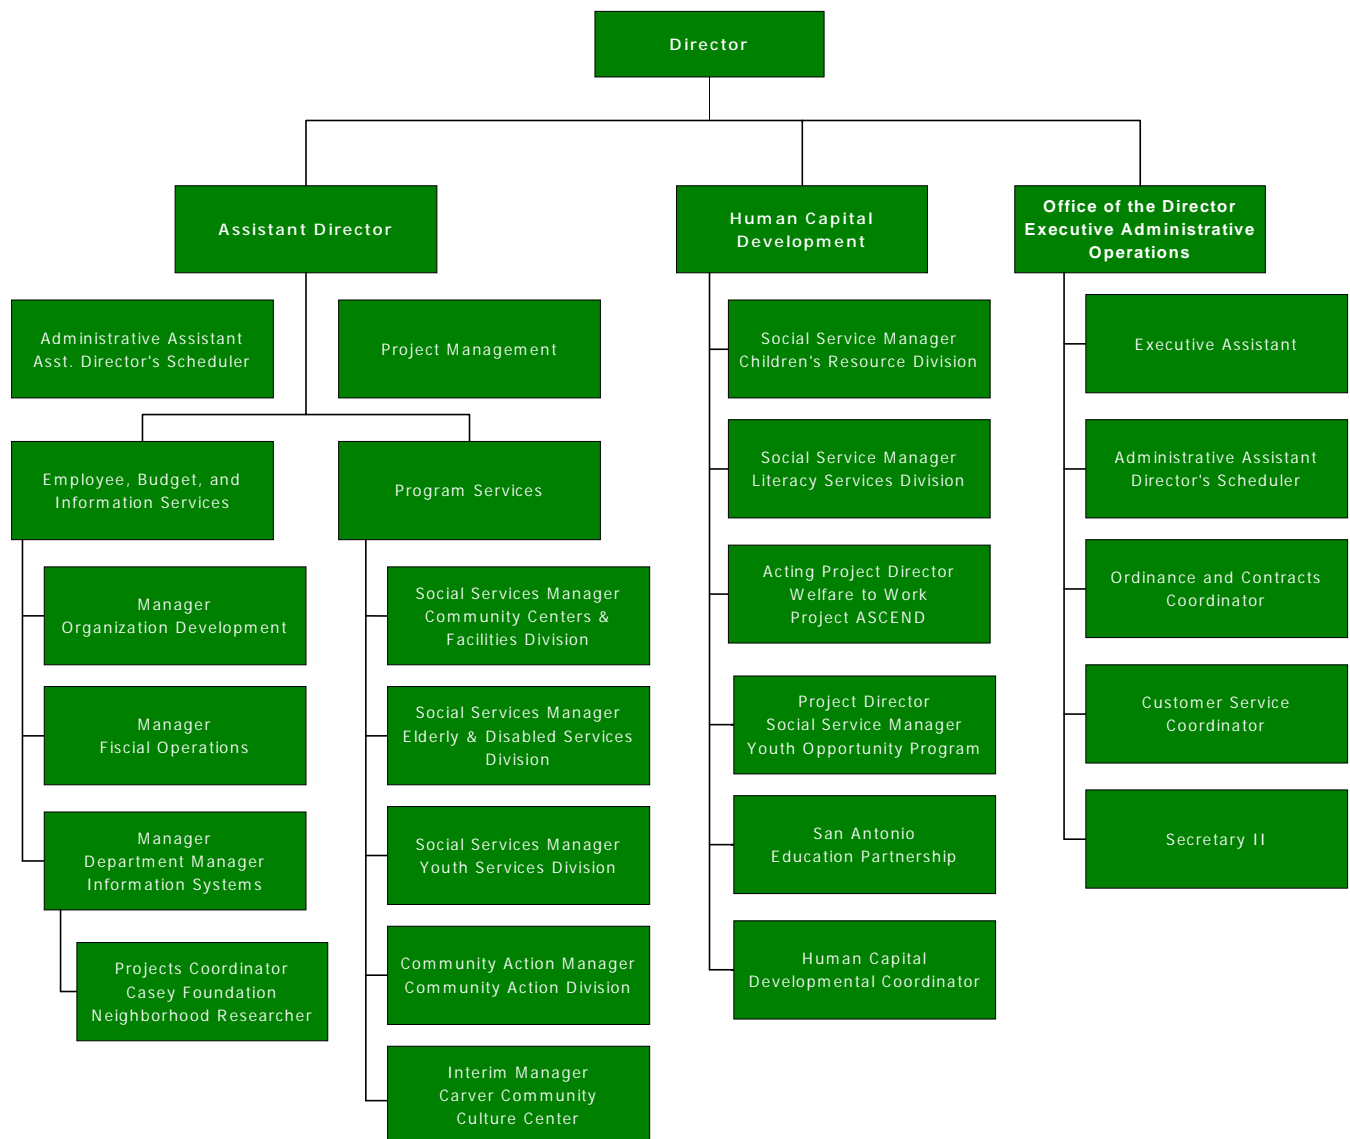 Director
Assistant Director
Human Capital
Development
Office of the Director
Executive Administrative
Operations
Administrative Assistant
Asst. Director's Scheduler
Project Management
Employee, Budget, and
Information Services
Program Services
Manager
Organization Development
Manager
Fiscial Operations
Manager
Department Manager
Information Systems
Projects Coordinator
Casey Foundation
Neighborhood Researcher
Social Services Manager
Community Centers &
Facilities Division
Social Services Manager
Elderly & Disabled Services
Division
Social Services Manager
Youth Services Division
Community Action Manager
Community Action Division
Interim Manager
Carver Community
Culture Center
Social Service Manager
Children's Resource Division
Social Service Manager
Literacy Services Division
Acting Project Director
Welfare to Work
Project ASCEND
Project Director
Social Service Manager
Youth Opportunity Program
San Antonio
Education Partnership
Human Capital
Developmental Coordinator
Executive Assistant
Administrative Assistant
Director's Scheduler
Ordinance and Contracts
Coordinator
Customer Service
Coordinator
Secretary II